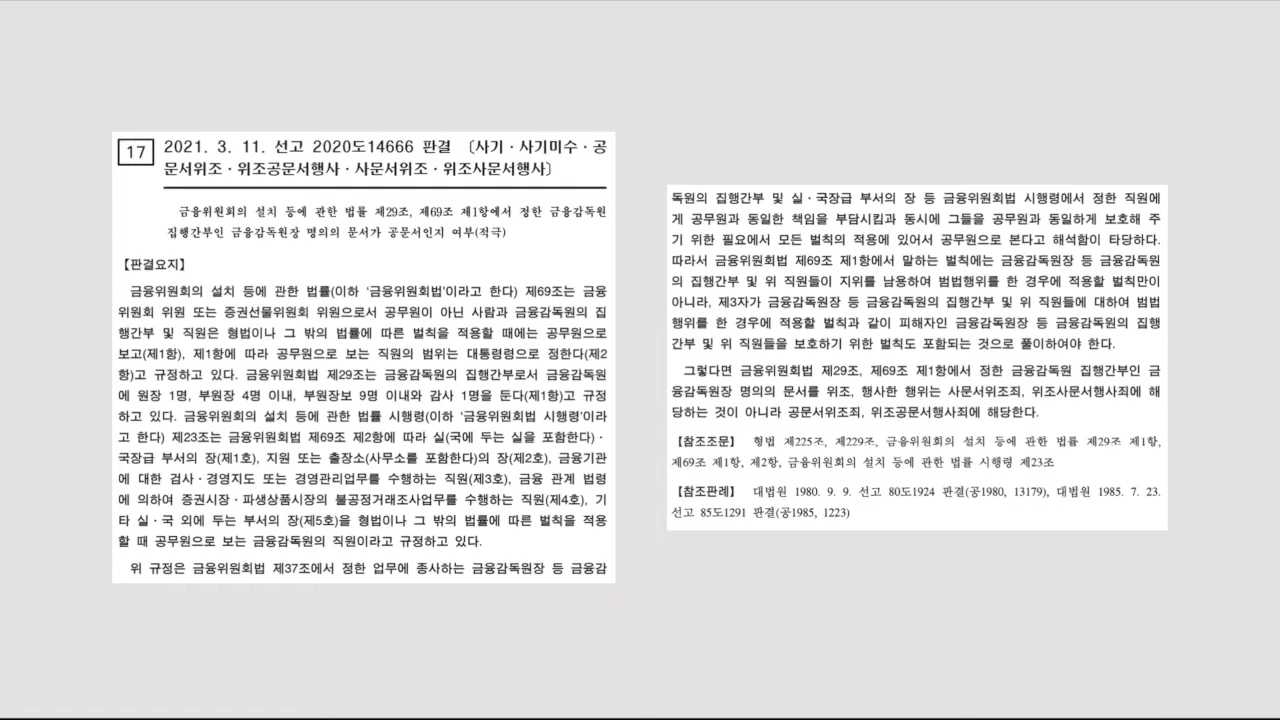 17
2021. 3. 11. 선고 2020도14666 판결 〔사기·사기미수·공
문서위조·위조공문서행사·사문서위조·위조사문서행사〕
금융위원회의 설치 등에 관한 법률 제29조, 제69조 제1항에서 정한 금융감독원
집행간부인 금융감독원장 명의의 문서가 공문서인지 여부(적극)
【판결요지】
금융위원회의 설치 등에 관한 법률(이하 ‘금융위원회법’이라고 한다) 제69조는 금융
위원회 위원 또는 증권선물위원회 위원으로서 공무원이 아닌 사람과 금융감독원의 집
행간부 및 직원은 형법이나 그 밖의 법률에 따른 벌칙을 적용할 때에는 공무원으로
보고(제1항), 제1항에 따라 공무원으로 보는 직원의 범위는 대통령령으로 정한다(제2
항)고 규정하고 있다. 금융위원회법 제29조는 금융감독원의 집행간부로서 금융감독원
에 원장 1명, 부원장 4명 이내, 부원장보 9명 이내와 감사 1명을 둔다(제1항)고 규정
하고 있다. 금융위원회의 설치 등에 관한 법률 시행령(이하 ‘금융위원회법 시행령’이라
고 한다) 제23조는 금융위원회법 제69조 제2항에 따라 실(국에 두는 실을 포함한다)·
국장급 부서의 장(제1호), 지원 또는 출장소(사무소를 포함한다)의 장(제2호), 금융기관
에 대한 검사·경영지도 또는 경영관리업무를 수행하는 직원(제3호), 금융 관계 법령
에 의하여 증권시장·파생상품시장의 불공정거래조사업무를 수행하는 직원(제4호), 기
타 실·국 외에 두는 부서의 장(제5호)을 형법이나 그 밖의 법률에 따른 벌칙을 적용
할 때 공무원으로 보는 금융감독원의 직원이라고 규정하고 있다.
위 규정은 금융위원회법 제37조에서 정한 업무에 종사하는 금융감독원장 등 금융감
독원의 집행간부 및 실·국장급 부서의 장 등 금융위원회법 시행령에서 정한 직원에
게 공무원과 동일한 책임을 부담시킴과 동시에 그들을 공무원과 동일하게 보호해 주
기 위한 필요에서 모든 벌칙의 적용에 있어서 공무원으로 본다고 해석함이 타당하다.
따라서 금융위원회법 제69조 제1항에서 말하는 벌칙에는 금융감독원장 등 금융감독원
의 집행간부 및 위 직원들이 지위를 남용하여 범법행위를 한 경우에 적용할 벌칙만이
아니라, 제3자가 금융감독원장 등 금융감독원의 집행간부 및 위 직원들에 대하여 범법
행위를 한 경우에 적용할 벌칙과 같이 피해자인 금융감독원장 등 금융감독원의 집행
간부 및 위 직원들을 보호하기 위한 벌칙도 포함되는 것으로 풀이하여야 한다.
그렇다면 금융위원회법 제29조, 제69조 제1항에서 정한 금융감독원 집행간부인 금
융감독원장 명의의 문서를 위조, 행사한 행위는 사문서위조죄, 위조사문서행사죄에 해
당하는 것이 아니라 공문서위조죄, 위조공문서행사죄에 해당한다.
【참조조문】 형법 제225조, 제229조, 금융위원회의 설치 등에 관한 법률 제29조 제1항,
제69조 제1항, 제2항, 금융위원회의 설치 등에 관한 법률 시행령 제23조
【참조판례】 대법원 1980. 9. 9. 선고 80도1924 판결(공1980, 13179), 대법원 1985. 7. 23.
선고 85도1291 판결(공1985, 1223)